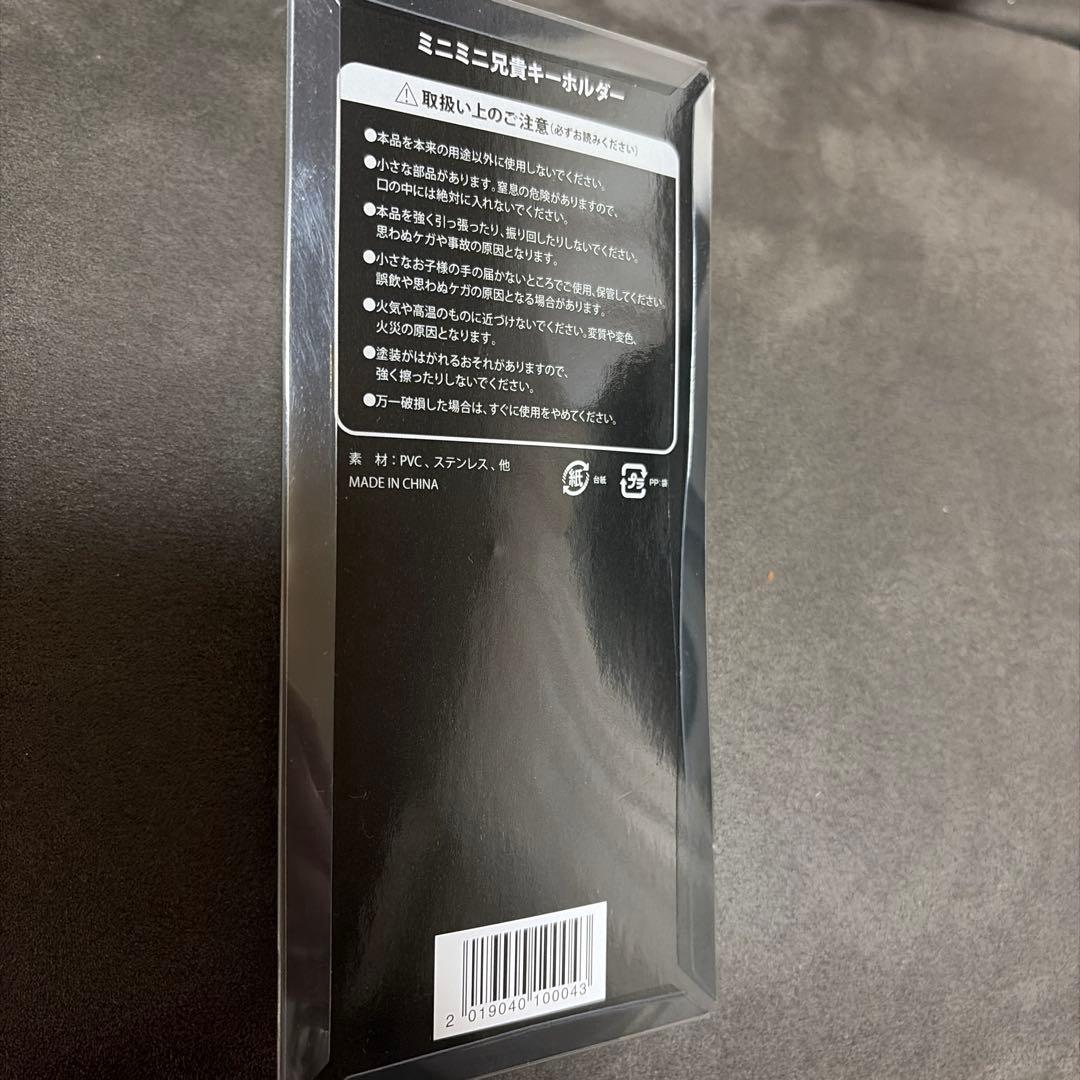 ミニミニ兄貴キーホルダー
取扱い上のご注意(必ずお読みください)
●本品を本来の用途以外に使用しないでください。
●小さな部品があります。窒息の危険がありますので、
口の中には絶対に入れないでください。
●本品を強く引っ張ったり、振り回したりしないでください。
思わぬケガや事故の原因となります。
●小さなお子様の手の届かないところでご使用、保管してください。
誤飲や思わぬケガの原因となる場合があります。
●火気や高温のものに近づけないでください。変質や変色、
火災の原因となります。
●塗装がはがれるおそれがありますので、
強く擦ったりしないでください。
●万一破損した場合は、すぐに使用をやめてください。
素 材:PVC、ステンレス、他
MADE IN CHINA
紙 台紙 プラ PP:袋
2 019040 100043